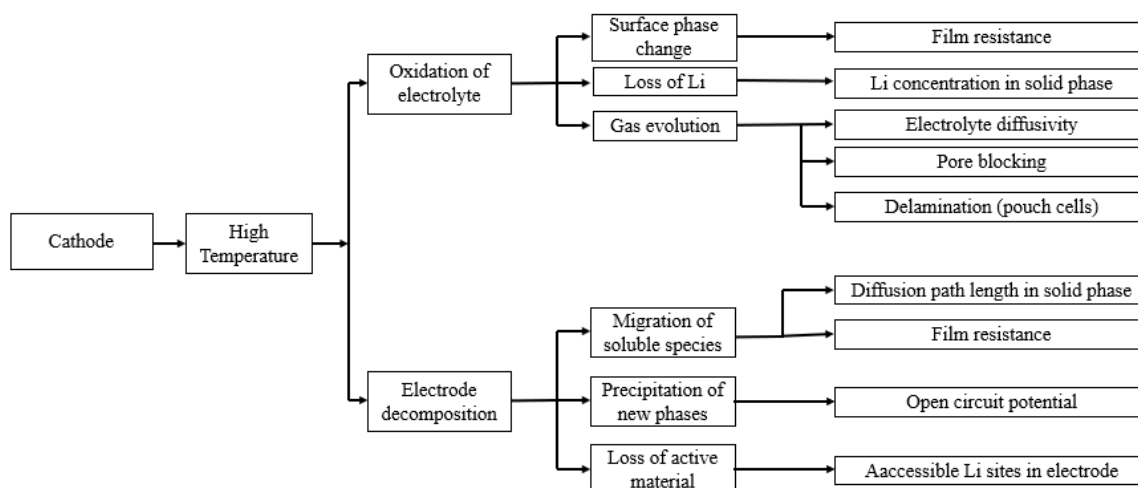 Cathode
High
Temperature
Oxidation of
electrolyte
Surface phase
change
Film resistance
Loss of Li
Li concentration in solid phase
Gas evolution
Electrolyte diffusivity
Pore blocking
Delamination (pouch cells)
Electrode
decomposition
Migration of
soluble species
Diffusion path length in solid phase
Film resistance
Precipitation of
new phases
Open circuit potential
Loss of active
material
Aaccessible Li sites in electrode